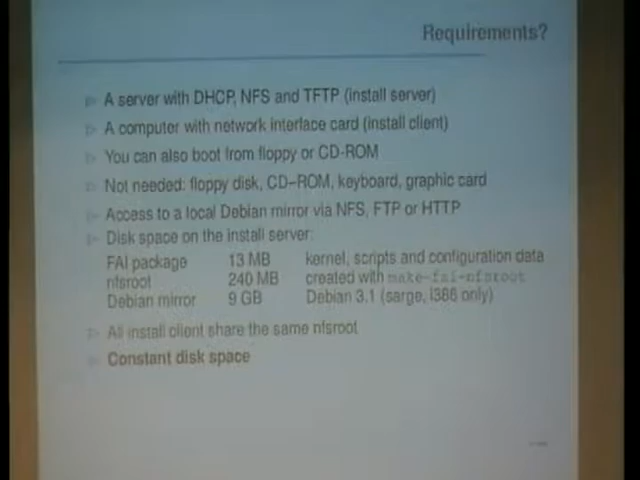 Requirements?
A server with DHCP, NFS and TFTP (install server)
A computer with network interface card (install client)
You can also boot from floppy or CD-ROM
Not needed: floppy disk, CD-ROM, keyboard, graphic card
Access to a local Debian mirror via NFS, FTP or HTTP
Disk space on the install server:
FAI package 13 MB kernel, scripts and configuration data
nfsroot 240 MB created with make-fai-nfsroot
Debian mirror 9 GB Debian 3.1 (sarge, i386 only)
All install client share the same nfsroot
Constant disk space